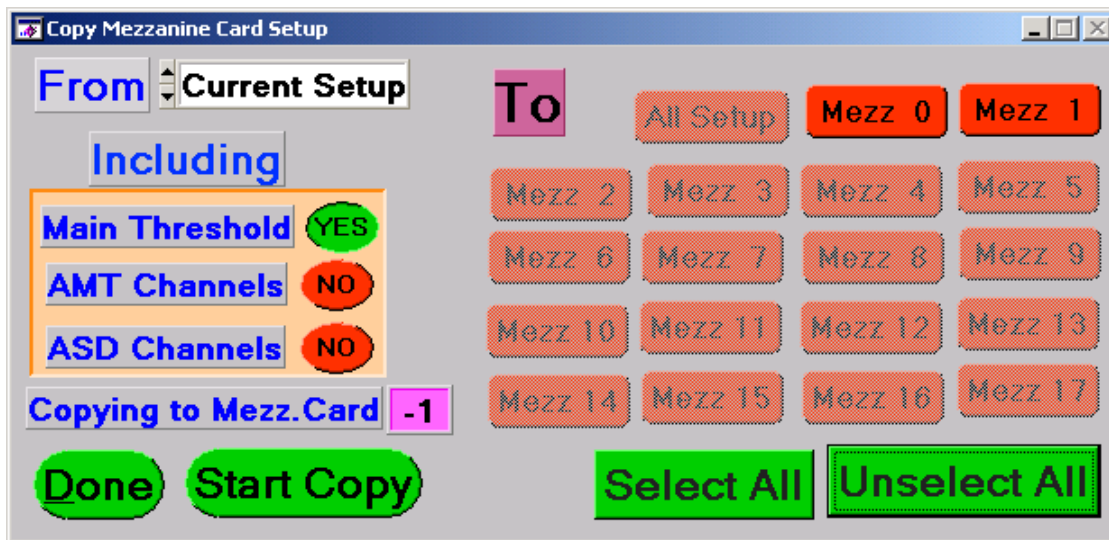 Copy Mezzanine Card Setup
From Current Setup
Including
Main Threshold YES
AMT Channels NO
ASD Channels NO
Copying to Mezz.Card -1
Done Start Copy
To All Setup Mezz 0 Mezz 1
Mezz 2 Mezz 3 Mezz 4 Mezz 5
Mezz 6 Mezz 7 Mezz 8 Mezz 9
Mezz 10 Mezz 11 Mezz 12 Mezz 13
Mezz 14 Mezz 15 Mezz 16 Mezz 17
Select All Unselect All